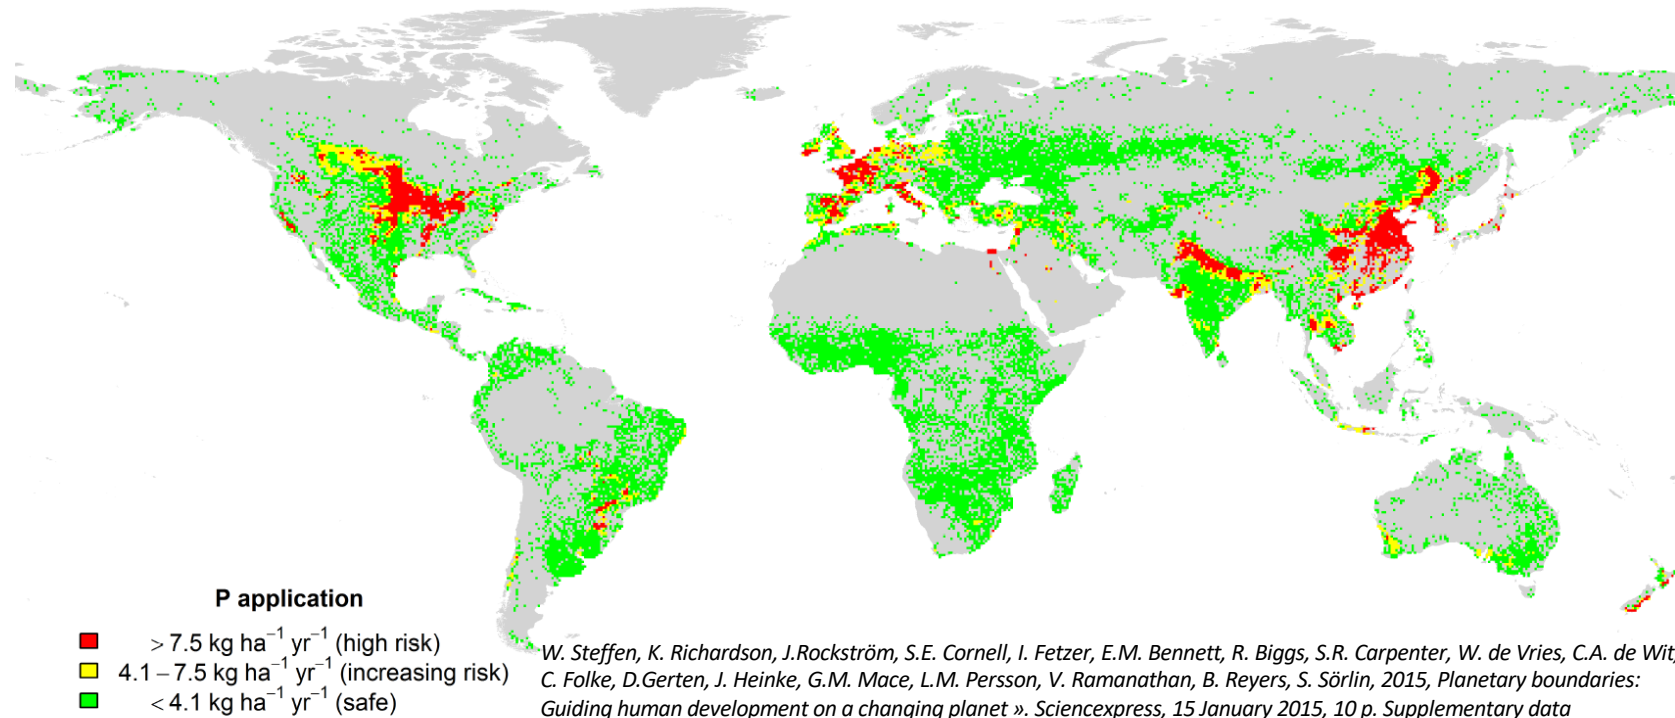 P application
> 7.5 kg ha⁻¹ yr⁻¹ (high risk)
4.1 – 7.5 kg ha⁻¹ yr⁻¹ (increasing risk)
< 4.1 kg ha⁻¹ yr⁻¹ (safe)
W. Steffen, K. Richardson, J.Rockström, S.E. Cornell, I. Fetzer, E.M. Bennett, R. Biggs, S.R. Carpenter, W. de Vries, C.A. de Wit,
C. Folke, D.Gerten, J. Heinke, G.M. Mace, L.M. Persson, V. Ramanathan, B. Reyers, S. Sörlin, 2015, Planetary boundaries:
Guiding human development on a changing planet ». Sciencexpress, 15 January 2015, 10 p. Supplementary data